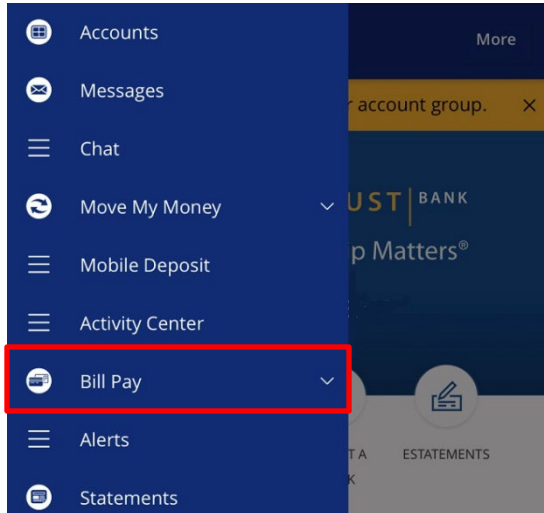 Accounts
More
Messages
r account group. ×
Chat
Move My Money
UST BANK
p Matters®
Mobile Deposit
Activity Center
Bill Pay
Alerts
T A ESTATEMENTS
K
Statements